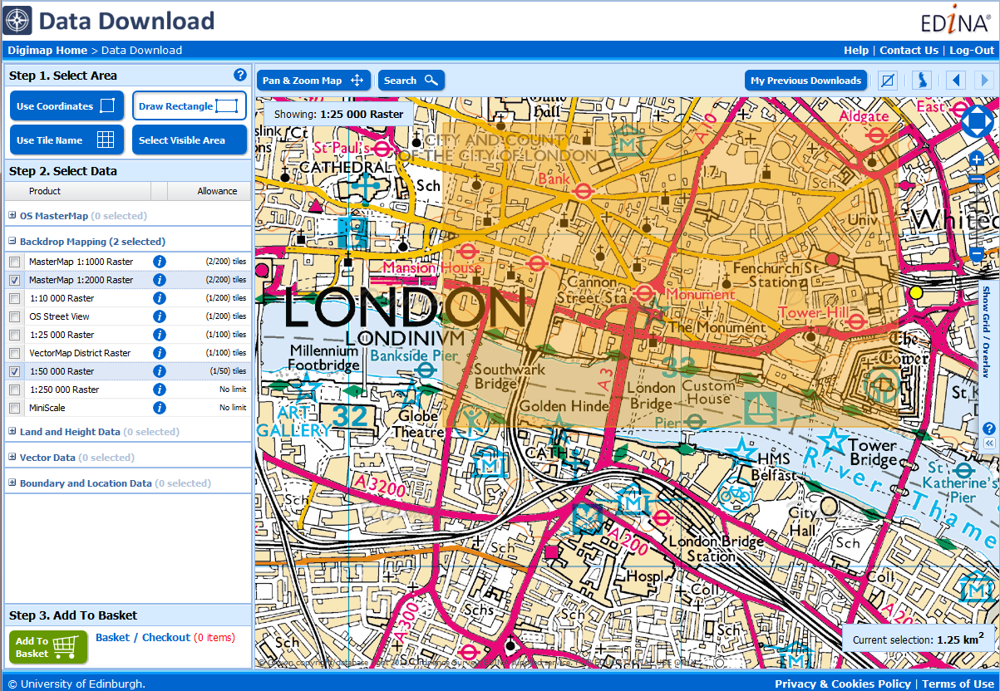 Data Download
EDINA®
Digimap Home > Data Download
Help | Contact Us | Log-Out
Step 1. Select Area
?
Use Coordinates
Draw Rectangle
Use Tile Name
Select Visible Area
Step 2. Select Data
Product
Allowance
OS MasterMap (0 selected)
Backdrop Mapping (2 selected)
MasterMap 1:1000 Raster i (2/200) tiles
MasterMap 1:2000 Raster i (2/200) tiles
1:10 000 Raster i (1/200) tiles
OS Street View i (1/200) tiles
1:25 000 Raster i (1/100) tiles
VectorMap District Raster i (1/100) tiles
1:50 000 Raster i (1/50) tiles
1:250 000 Raster i No limit
MiniScale i No limit
Land and Height Data (0 selected)
Vector Data (0 selected)
Boundary and Location Data (0 selected)
Step 3. Add To Basket
Add To
Basket
Basket / Checkout (0 items)
Pan & Zoom Map
Search
My Previous Downloads
Showing: 1:25 000 Raster
Hall
A 10
Aldgate
East
CITY AND COUNTY
OF THE CITY OF LONDON
St Paul's
CATHEDRAL
Sch
Bank
17
Sch
Univ
Mansion House
Fenchurch St
Station
Cannon
Street Sta
Monument
LONDON
LONDINIVM
The Monument
Tower Hill
The
Tower
Show Grid / Overlay
Millennium
Footbridge
Bankside Pier
Southwark
Bridge
A3
33
London
Bridge
Custom
House
Pier
Golden Hinde
ART
GALLERY
32
Globe
Theatre
CATH
M
HMS
Belfast
Tower
Bridge
St
Katherine's
Pier
River Thame
?
A 3200
Sch
M
City
Hall
Sch
A 200
London Bridge
Station
Sch
Hospl
Coll
Coll
M
A 300
Schs
Sch
Sch
M
Current selection: 1.25 km²
© University of Edinburgh.
Privacy & Cookies Policy | Terms of Use